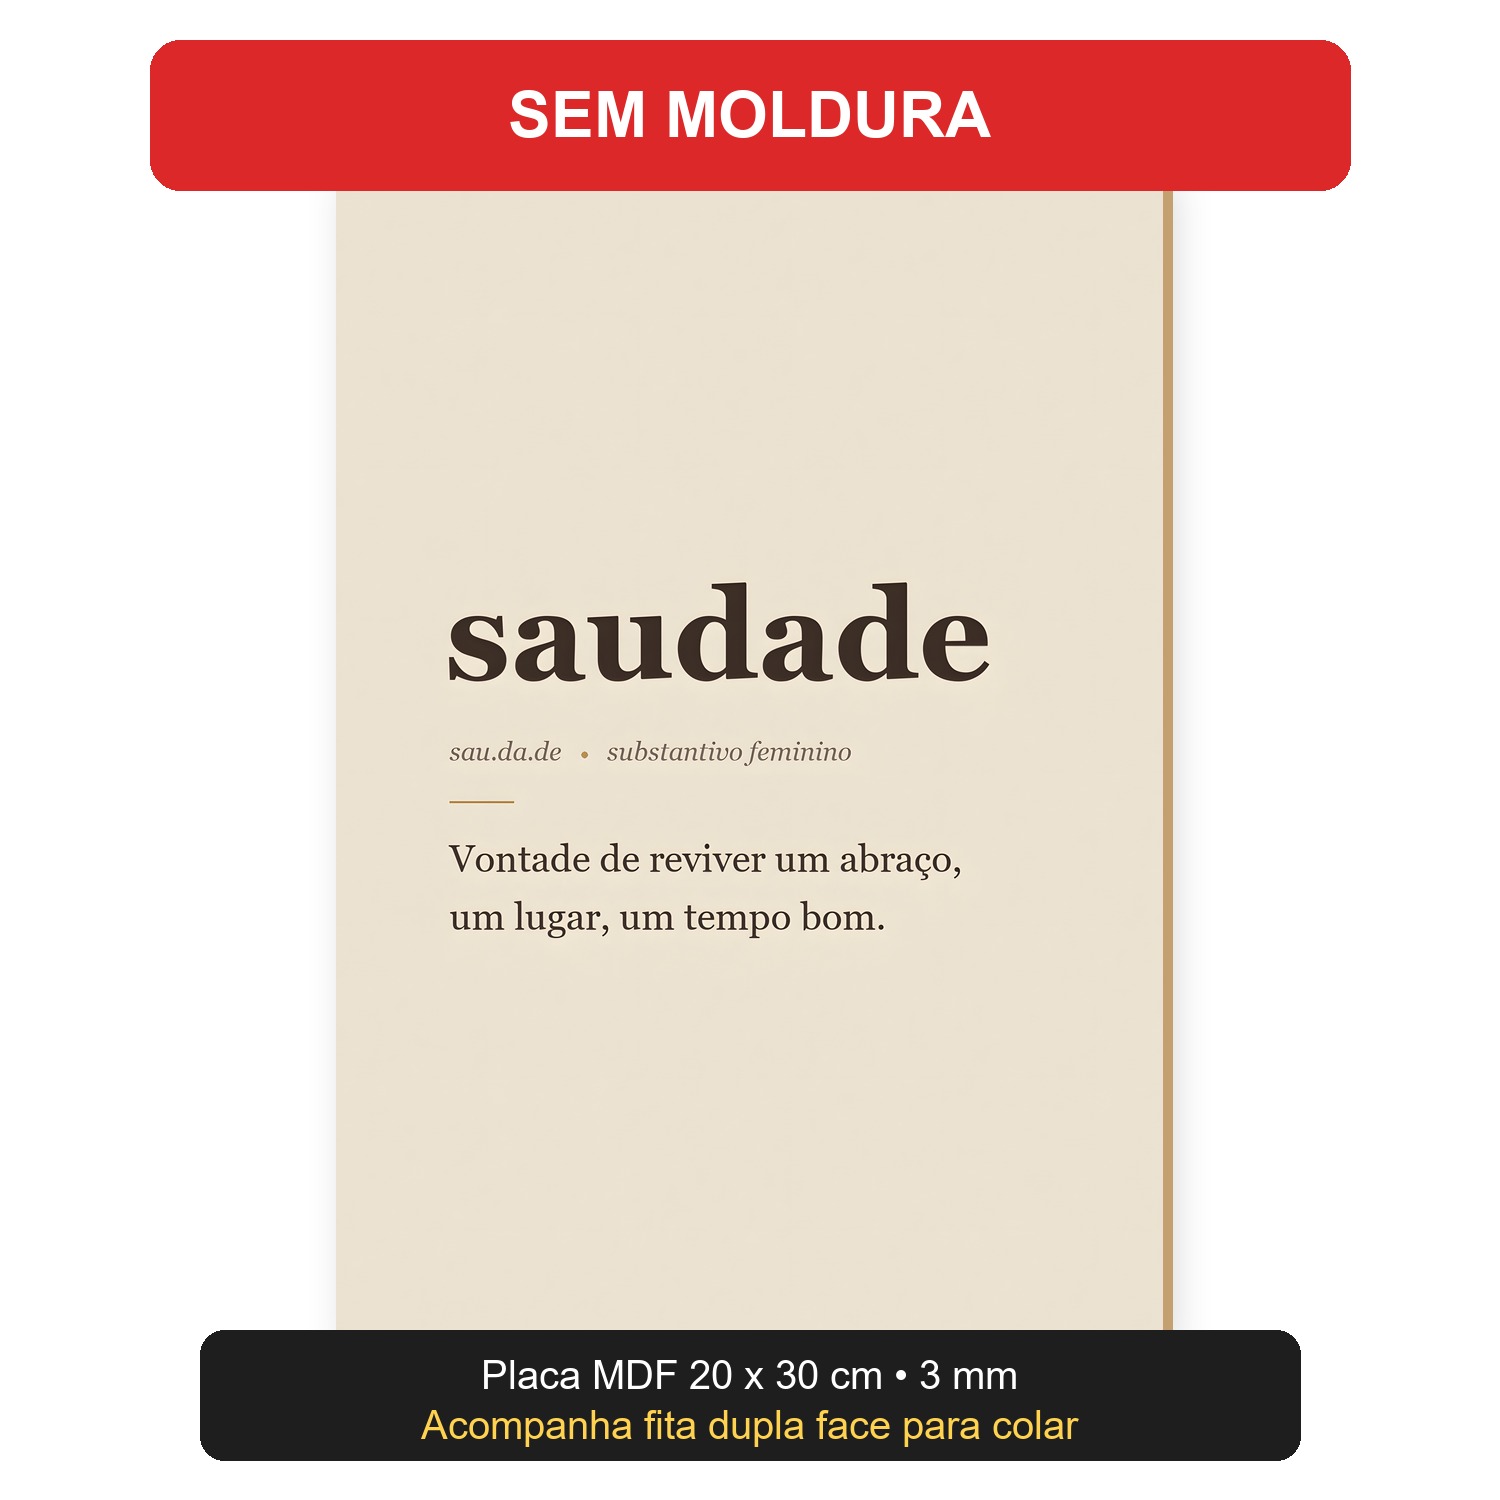 SEM MOLDURA
saudade
sau.da.de • substantivo feminino
Vontade de reviver um abraço,
um lugar, um tempo bom.
Placa MDF 20 x 30 cm • 3 mm
Acompanha fita dupla face para colar